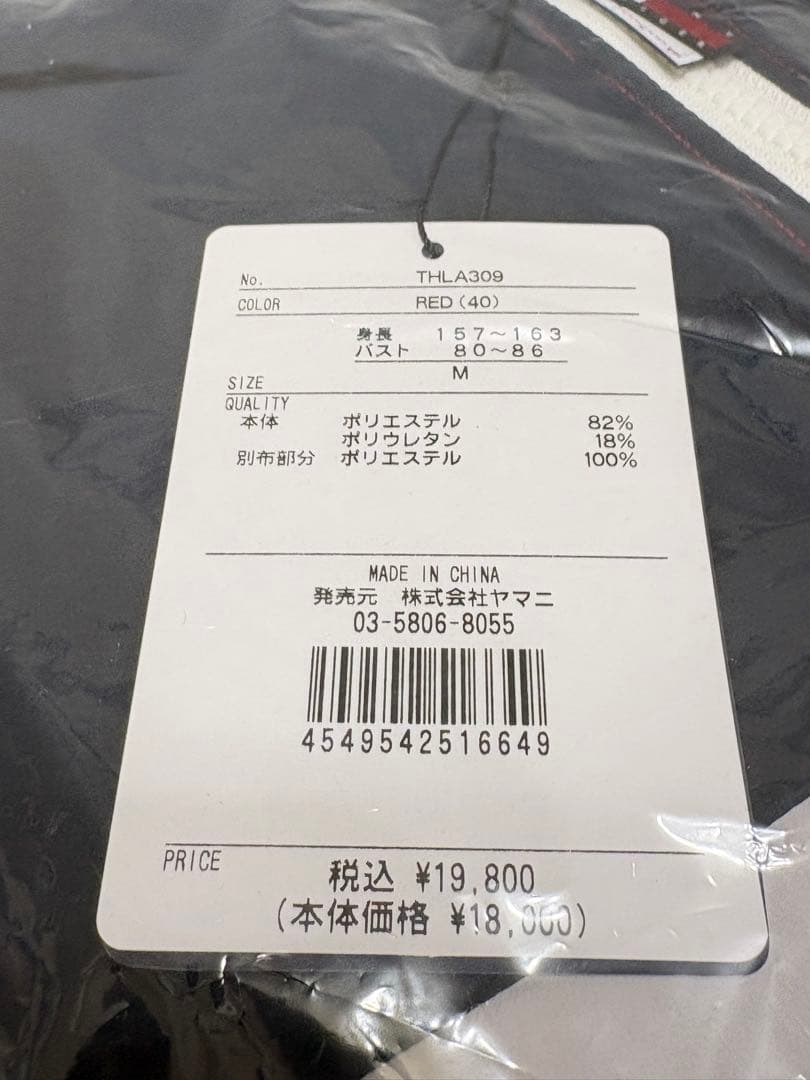 No. THLA309
COLOR RED(40)
身長 157～163
バスト 80～86
SIZE M
QUALITY
本体 ポリエステル 82%
ポリウレタン 18%
別布部分 ポリエステル 100%
MADE IN CHINA
発売元 株式会社ヤマニ
03-5806-8055
4549542516649
PRICE 税込 ¥19,800
(本体価格 ¥18,000)